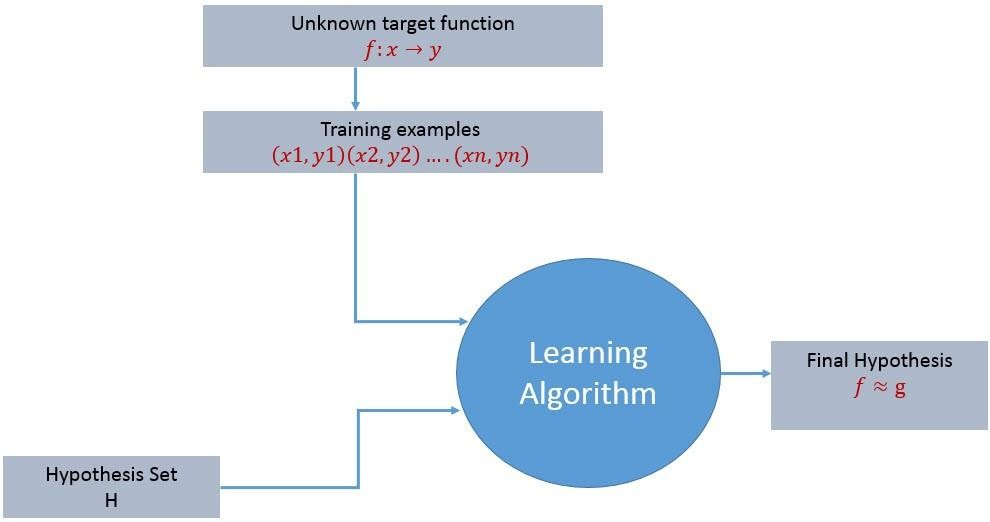 Unknown target function
f: x → y
Training examples
(x1, y1)(x2, y2) …. (xn, yn)
Learning
Algorithm
Final Hypothesis
f ≈ g
Hypothesis Set
H